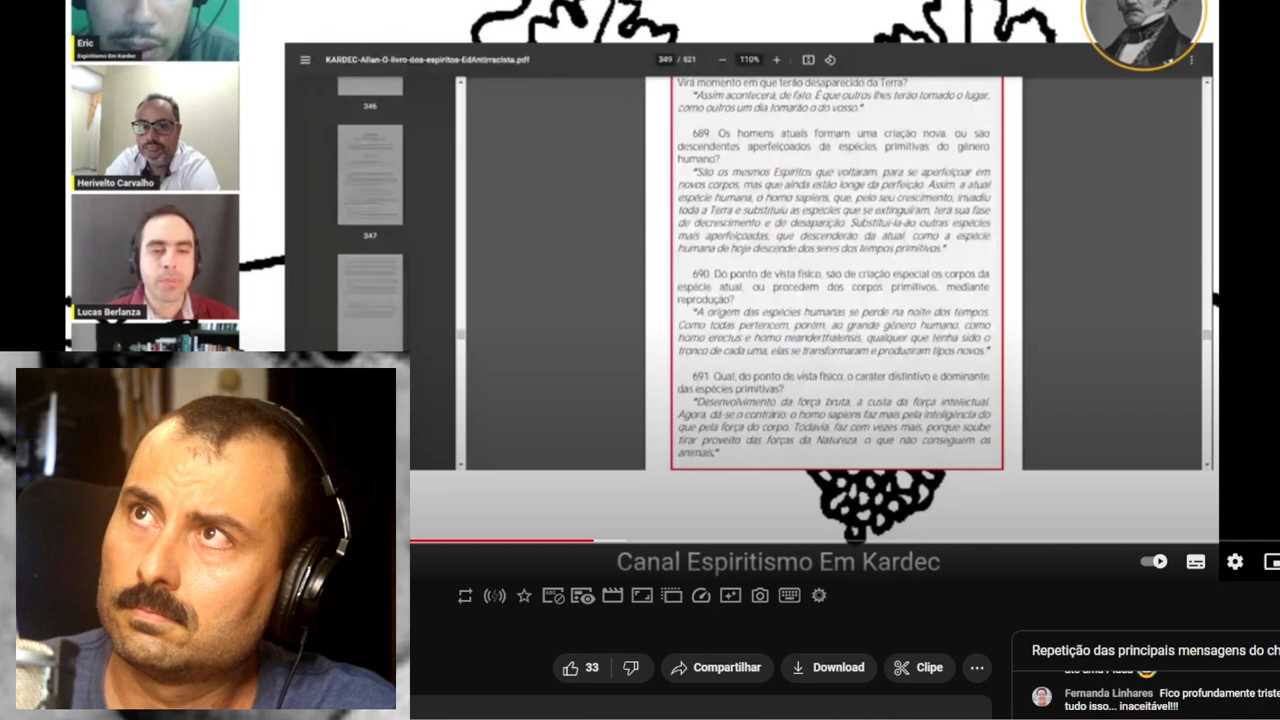 Eric
Espiritismo Em Kardec
Herivelto Carvalho
Lucas Berlanza
KARDEC-Allan-O-livro-dos-espiritos-EdAntirracista.pdf
349 / 521
110%
346
347
Virá momento em que terão desaparecido da Terra?
"Assim acontecerá, de fato. É que outros lhes terão tomado o lugar,
como outros um dia tomarão o do vosso."
689. Os homens atuais formam uma criação nova, ou são
descendentes aperfeiçoados de espécies primitivas do gênero
humano?
"São os mesmos Espíritos que voltaram, para se aperfeiçoar em
novos corpos, mas que ainda estão longe da perfeição. Assim, a atual
espécie humana, o homo sapiens, que, pelo seu crescimento, invadiu
toda a Terra e substituiu as espécies que se extinguiram, terá sua fase
de decrescimento e de desaparição. Substituí-la-ão outras espécies
mais aperfeiçoadas, que descenderão da atual, como a espécie
humana de hoje descende dos seres dos tempos primitivos."
690. Do ponto de vista físico, são de criação especial os corpos da
espécie atual, ou procedem dos corpos primitivos, mediante
reprodução?
"A origem das espécies humanas se perde na noite dos tempos.
Como todas pertencem, porém, ao grande gênero humano, como
homo erectus e homo neanderthalensis, qualquer que tenha sido o
tronco de cada uma, elas se transformaram e produziram tipos novos."
691. Qual, do ponto de vista físico, o caráter distintivo e dominante
das espécies primitivas?
"Desenvolvimento da força bruta, à custa da força intelectual.
Agora, dá-se o contrário: o homo sapiens faz mais pela inteligência do
que pela força do corpo. Todavia, faz cem vezes mais, porque soube
tirar proveito das forças da Natureza, o que não conseguem os
animais."
Canal Espiritismo Em Kardec
33
Compartilhar
Download
Clipe
Repetição das principais mensagens do ch
Fernanda Linhares Fico profundamente triste
tudo isso... inaceitável!!!